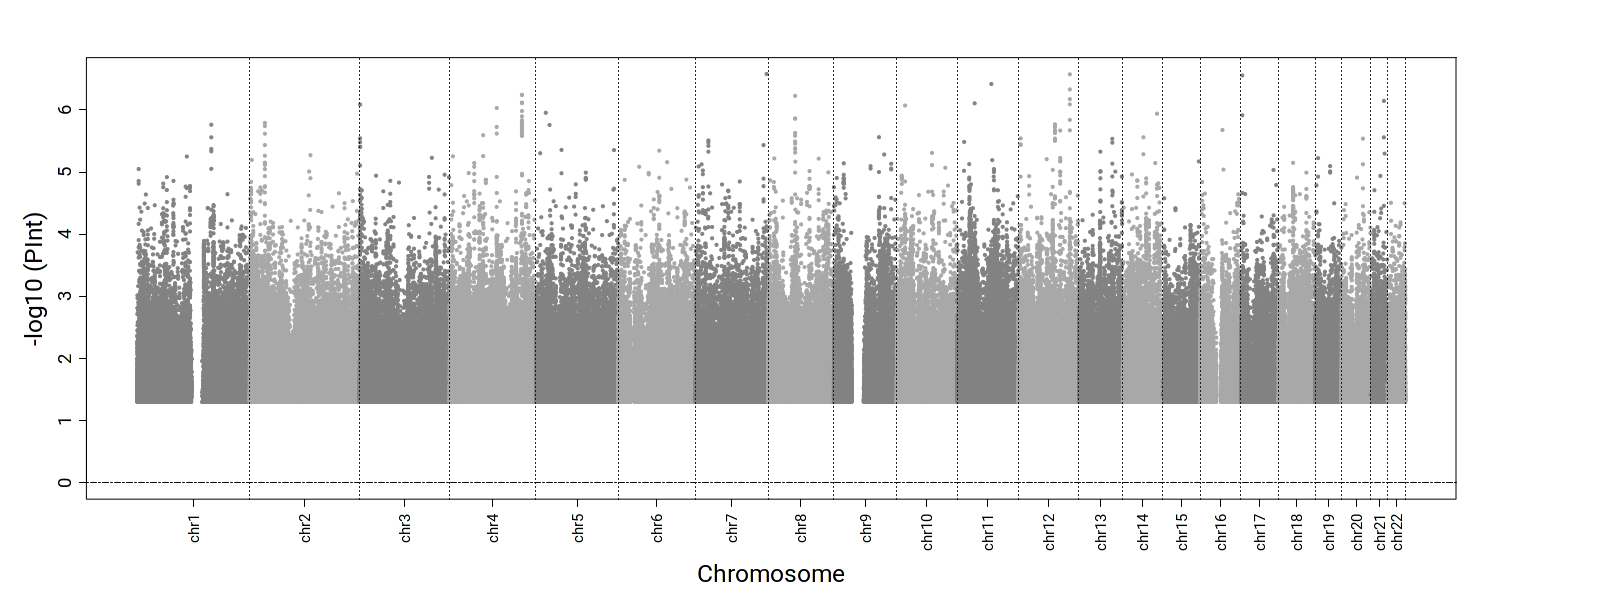 -log10 (PInt)
6
5
4
3
2
1
0
chr1
chr2
chr3
chr4
chr5
chr6
chr7
chr8
chr9
chr10
chr11
chr12
chr13
chr14
chr15
chr16
chr17
chr18
chr19
chr20
chr21
chr22
Chromosome